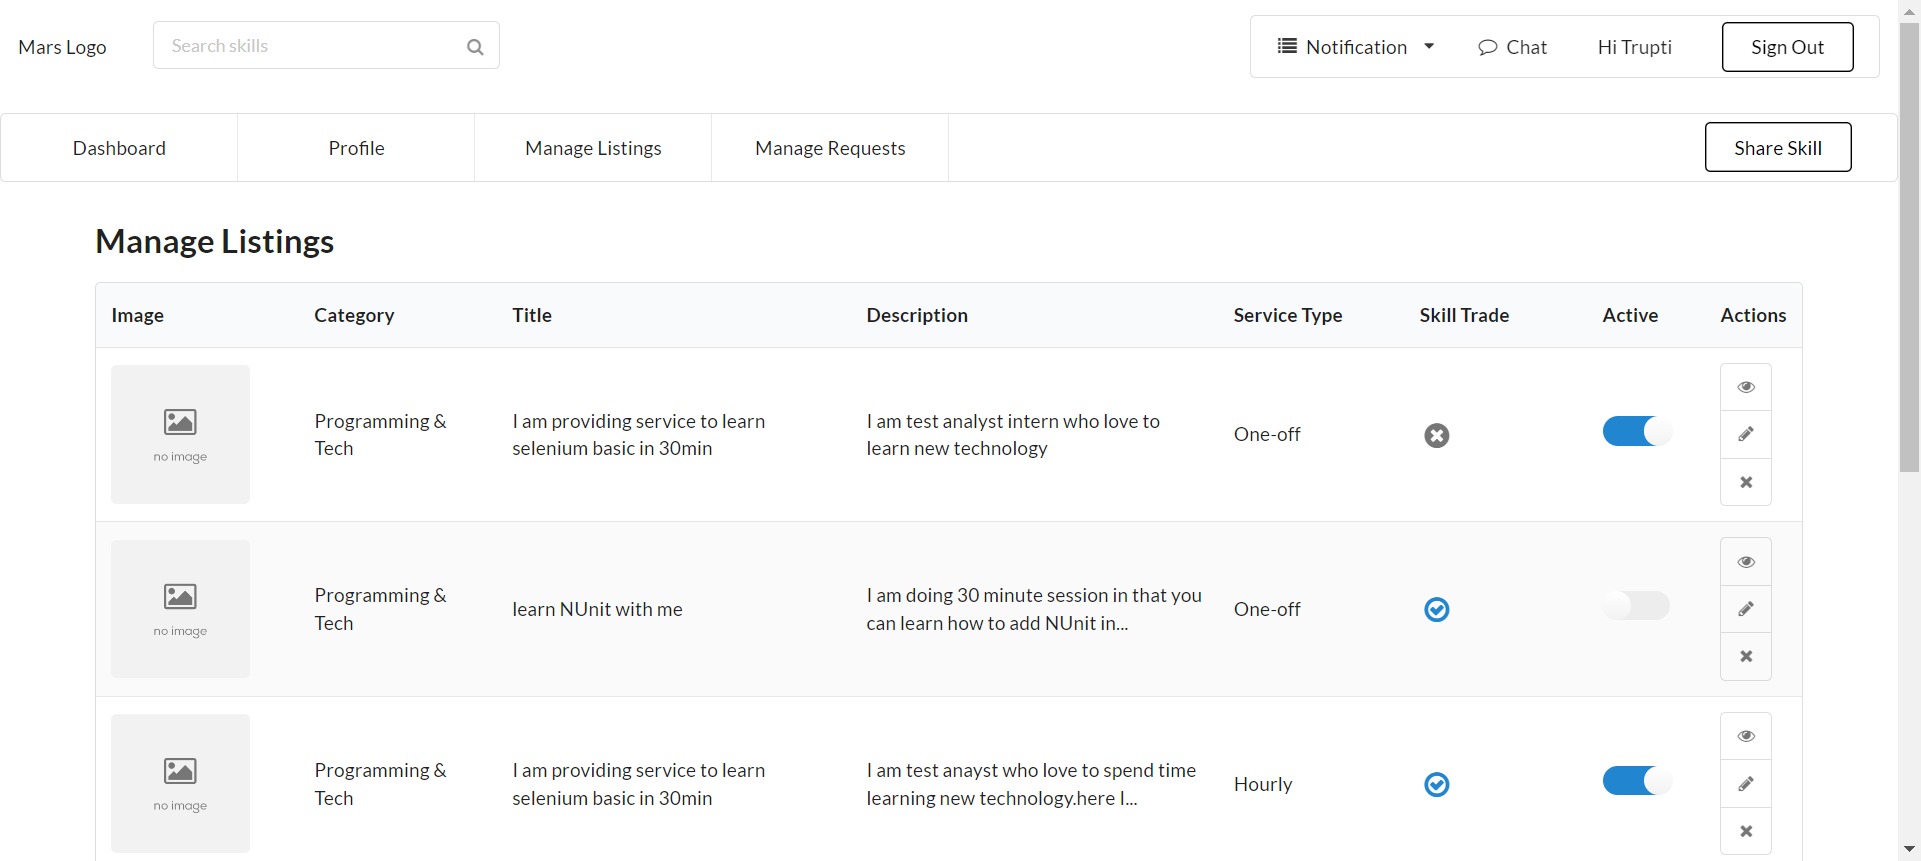 Mars Logo
Search skills
Notification
Chat
Hi Trupti
Sign Out
Dashboard
Profile
Manage Listings
Manage Requests
Share Skill
Manage Listings
Image
Category
Title
Description
Service Type
Skill Trade
Active
Actions
no image
Programming &
Tech
I am providing service to learn
selenium basic in 30min
I am test analyst intern who love to
learn new technology
One-off
no image
Programming &
Tech
learn NUnit with me
I am doing 30 minute session in that you
can learn how to add NUnit in...
One-off
no image
Programming &
Tech
I am providing service to learn
selenium basic in 30min
I am test anayst who love to spend time
learning new technology.here I...
Hourly